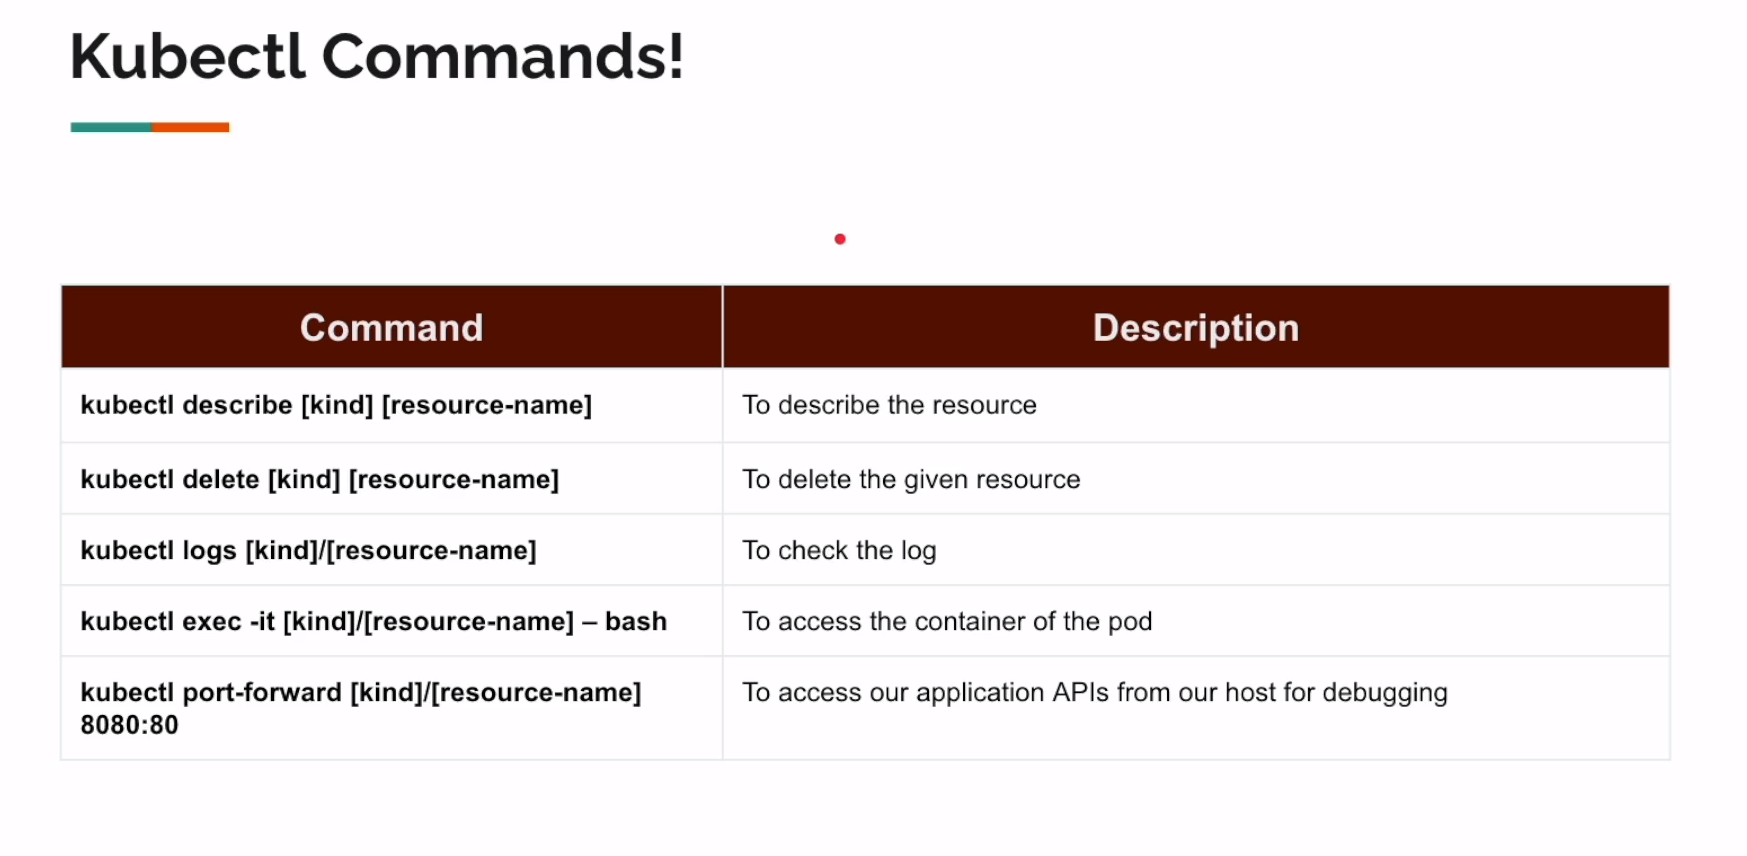 Kubectl Commands!
Command Description
kubectl describe [kind] [resource-name] To describe the resource
kubectl delete [kind] [resource-name] To delete the given resource
kubectl logs [kind]/[resource-name] To check the log
kubectl exec -it [kind]/[resource-name] – bash To access the container of the pod
kubectl port-forward [kind]/[resource-name] To access our application APIs from our host for debugging
8080:80